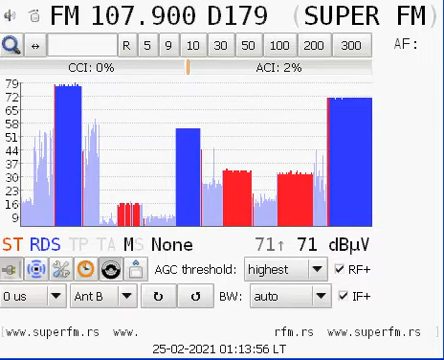 FM 107.900 D179 (SUPER FM)
↔ R 5 9 10 30 50 100 200 300 AF:
CCI: 0% ACI: 2%
79
72
65
58
51
44
37
30
23
16
9
ST RDS TP TA MS None 71↑ 71 dBµV
AGC threshold: highest RF+
0 us Ant B BW: auto IF+
[www.superfm.rs www. rfm.rs www.superfm.rs]
25-02-2021 01:13:56 LT